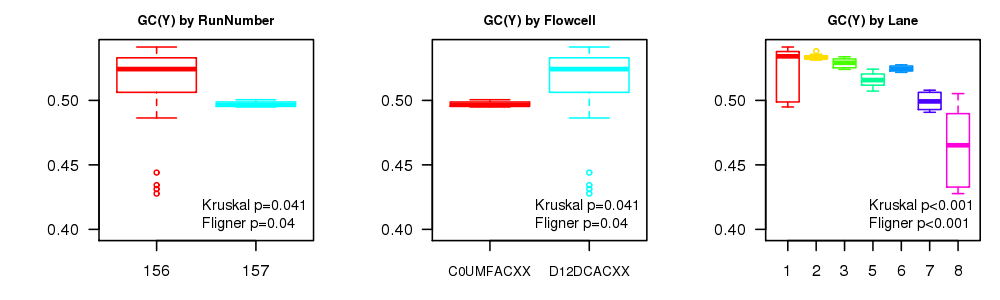 GC(Y) by RunNumber
0.50
0.45
0.40
Kruskal p=0.041
Fligner p=0.04
156
157
GC(Y) by Flowcell
0.50
0.45
0.40
Kruskal p=0.041
Fligner p=0.04
C0UMFACXX
D12DCACXX
GC(Y) by Lane
0.50
0.45
0.40
Kruskal p<0.001
Fligner p<0.001
1 2 3 5 6 7 8